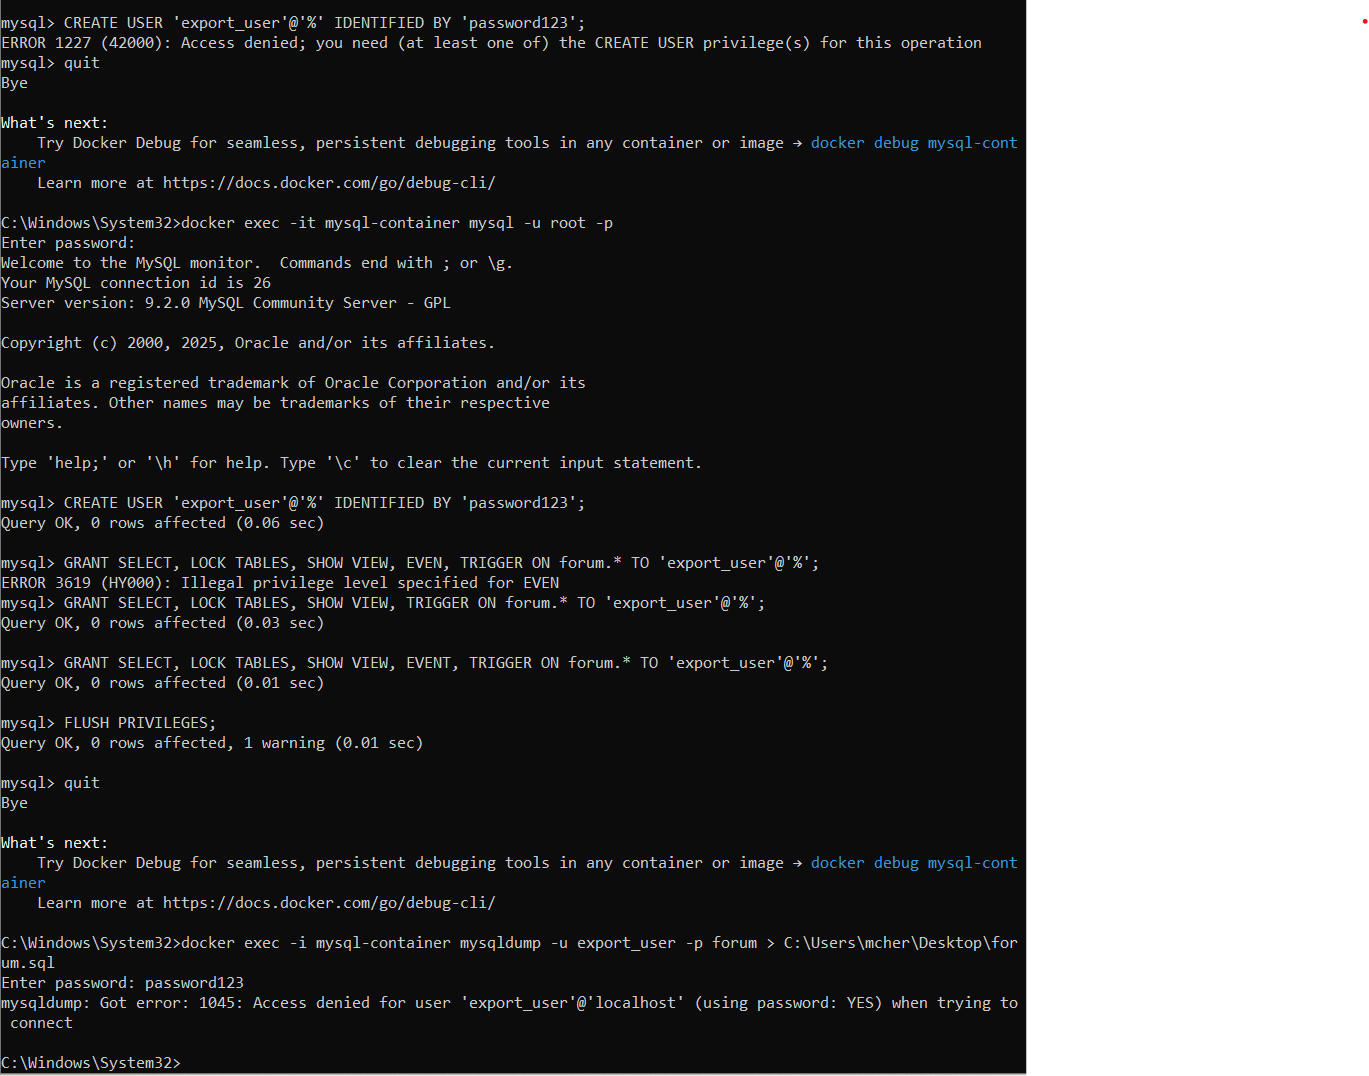 mysql> CREATE USER 'export_user'@'%' IDENTIFIED BY 'password123';
ERROR 1227 (42000): Access denied; you need (at least one of) the CREATE USER privilege(s) for this operation
mysql> quit
Bye
What's next:
    Try Docker Debug for seamless, persistent debugging tools in any container or image → docker debug mysql-cont
ainer
    Learn more at https://docs.docker.com/go/debug-cli/
C:\Windows\System32>docker exec -it mysql-container mysql -u root -p
Enter password:
Welcome to the MySQL monitor.  Commands end with ; or \g.
Your MySQL connection id is 26
Server version: 9.2.0 MySQL Community Server - GPL
Copyright (c) 2000, 2025, Oracle and/or its affiliates.
Oracle is a registered trademark of Oracle Corporation and/or its
affiliates. Other names may be trademarks of their respective
owners.
Type 'help;' or '\h' for help. Type '\c' to clear the current input statement.
mysql> CREATE USER 'export_user'@'%' IDENTIFIED BY 'password123';
Query OK, 0 rows affected (0.06 sec)
mysql> GRANT SELECT, LOCK TABLES, SHOW VIEW, EVEN, TRIGGER ON forum.* TO 'export_user'@'%';
ERROR 3619 (HY000): Illegal privilege level specified for EVEN
mysql> GRANT SELECT, LOCK TABLES, SHOW VIEW, TRIGGER ON forum.* TO 'export_user'@'%';
Query OK, 0 rows affected (0.03 sec)
mysql> GRANT SELECT, LOCK TABLES, SHOW VIEW, EVENT, TRIGGER ON forum.* TO 'export_user'@'%';
Query OK, 0 rows affected (0.01 sec)
mysql> FLUSH PRIVILEGES;
Query OK, 0 rows affected, 1 warning (0.01 sec)
mysql> quit
Bye
What's next:
    Try Docker Debug for seamless, persistent debugging tools in any container or image → docker debug mysql-cont
ainer
    Learn more at https://docs.docker.com/go/debug-cli/
C:\Windows\System32>docker exec -i mysql-container mysqldump -u export_user -p forum > C:\Users\mcher\Desktop\for
um.sql
Enter password: password123
mysqldump: Got error: 1045: Access denied for user 'export_user'@'localhost' (using password: YES) when trying to
 connect
C:\Windows\System32>